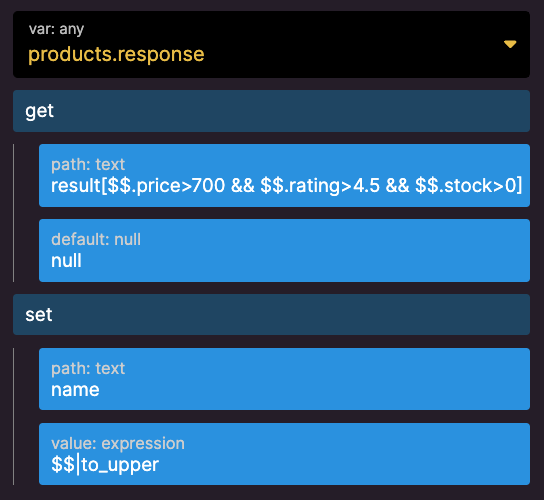 var: any
products.response
get
path: text
result[$$.price>700 && $$.rating>4.5 && $$.stock>0]
default: null
null
set
path: text
name
value: expression
$$|to_upper